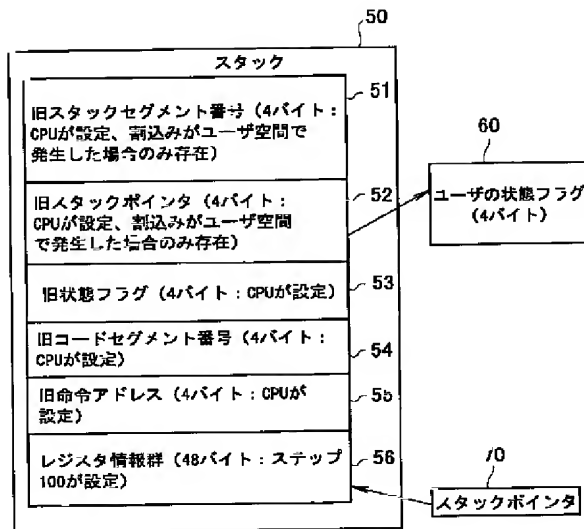 50
スタック
51
旧スタックセグメント番号（4バイト：
CPUが設定、割込みがユーザ空間で
発生した場合のみ存在）
52
旧スタックポインタ（4バイト：
CPUが設定、割込みがユーザ空間
で発生した場合のみ存在）
60
ユーザの状態フラグ
（4バイト）
53
旧状態フラグ（4バイト：CPUが設定）
旧コードセグメント番号（4バイト：
CPUが設定）
54
旧命令アドレス（4バイト：CPUが
設定）
55
レジスタ情報群（48バイト：ステップ
100が設定）
56
70
スタックポインタ